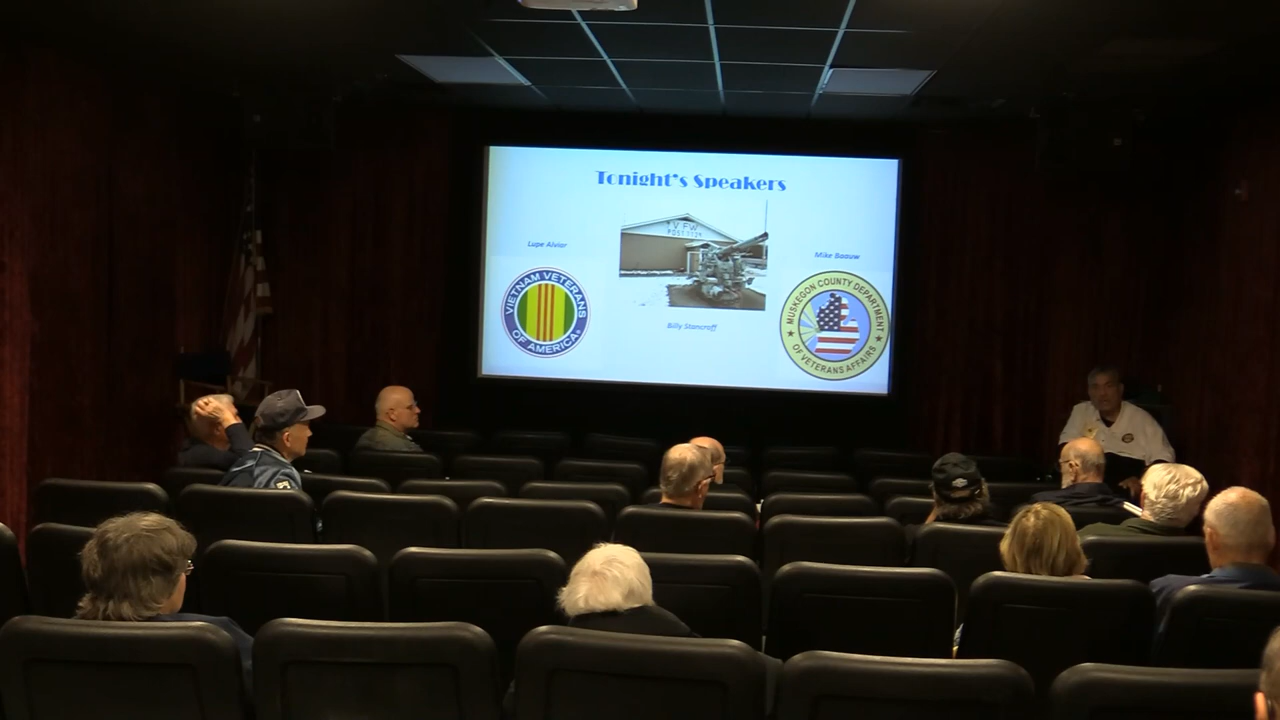 Tonight's Speakers
VFW
POST 1729
Lupe Alviar
Mike Baauw
Billy Stancroff
VIETNAM VETERANS
OF AMERICA
MUSKEGON COUNTY DEPARTMENT
OF VETERANS AFFAIRS